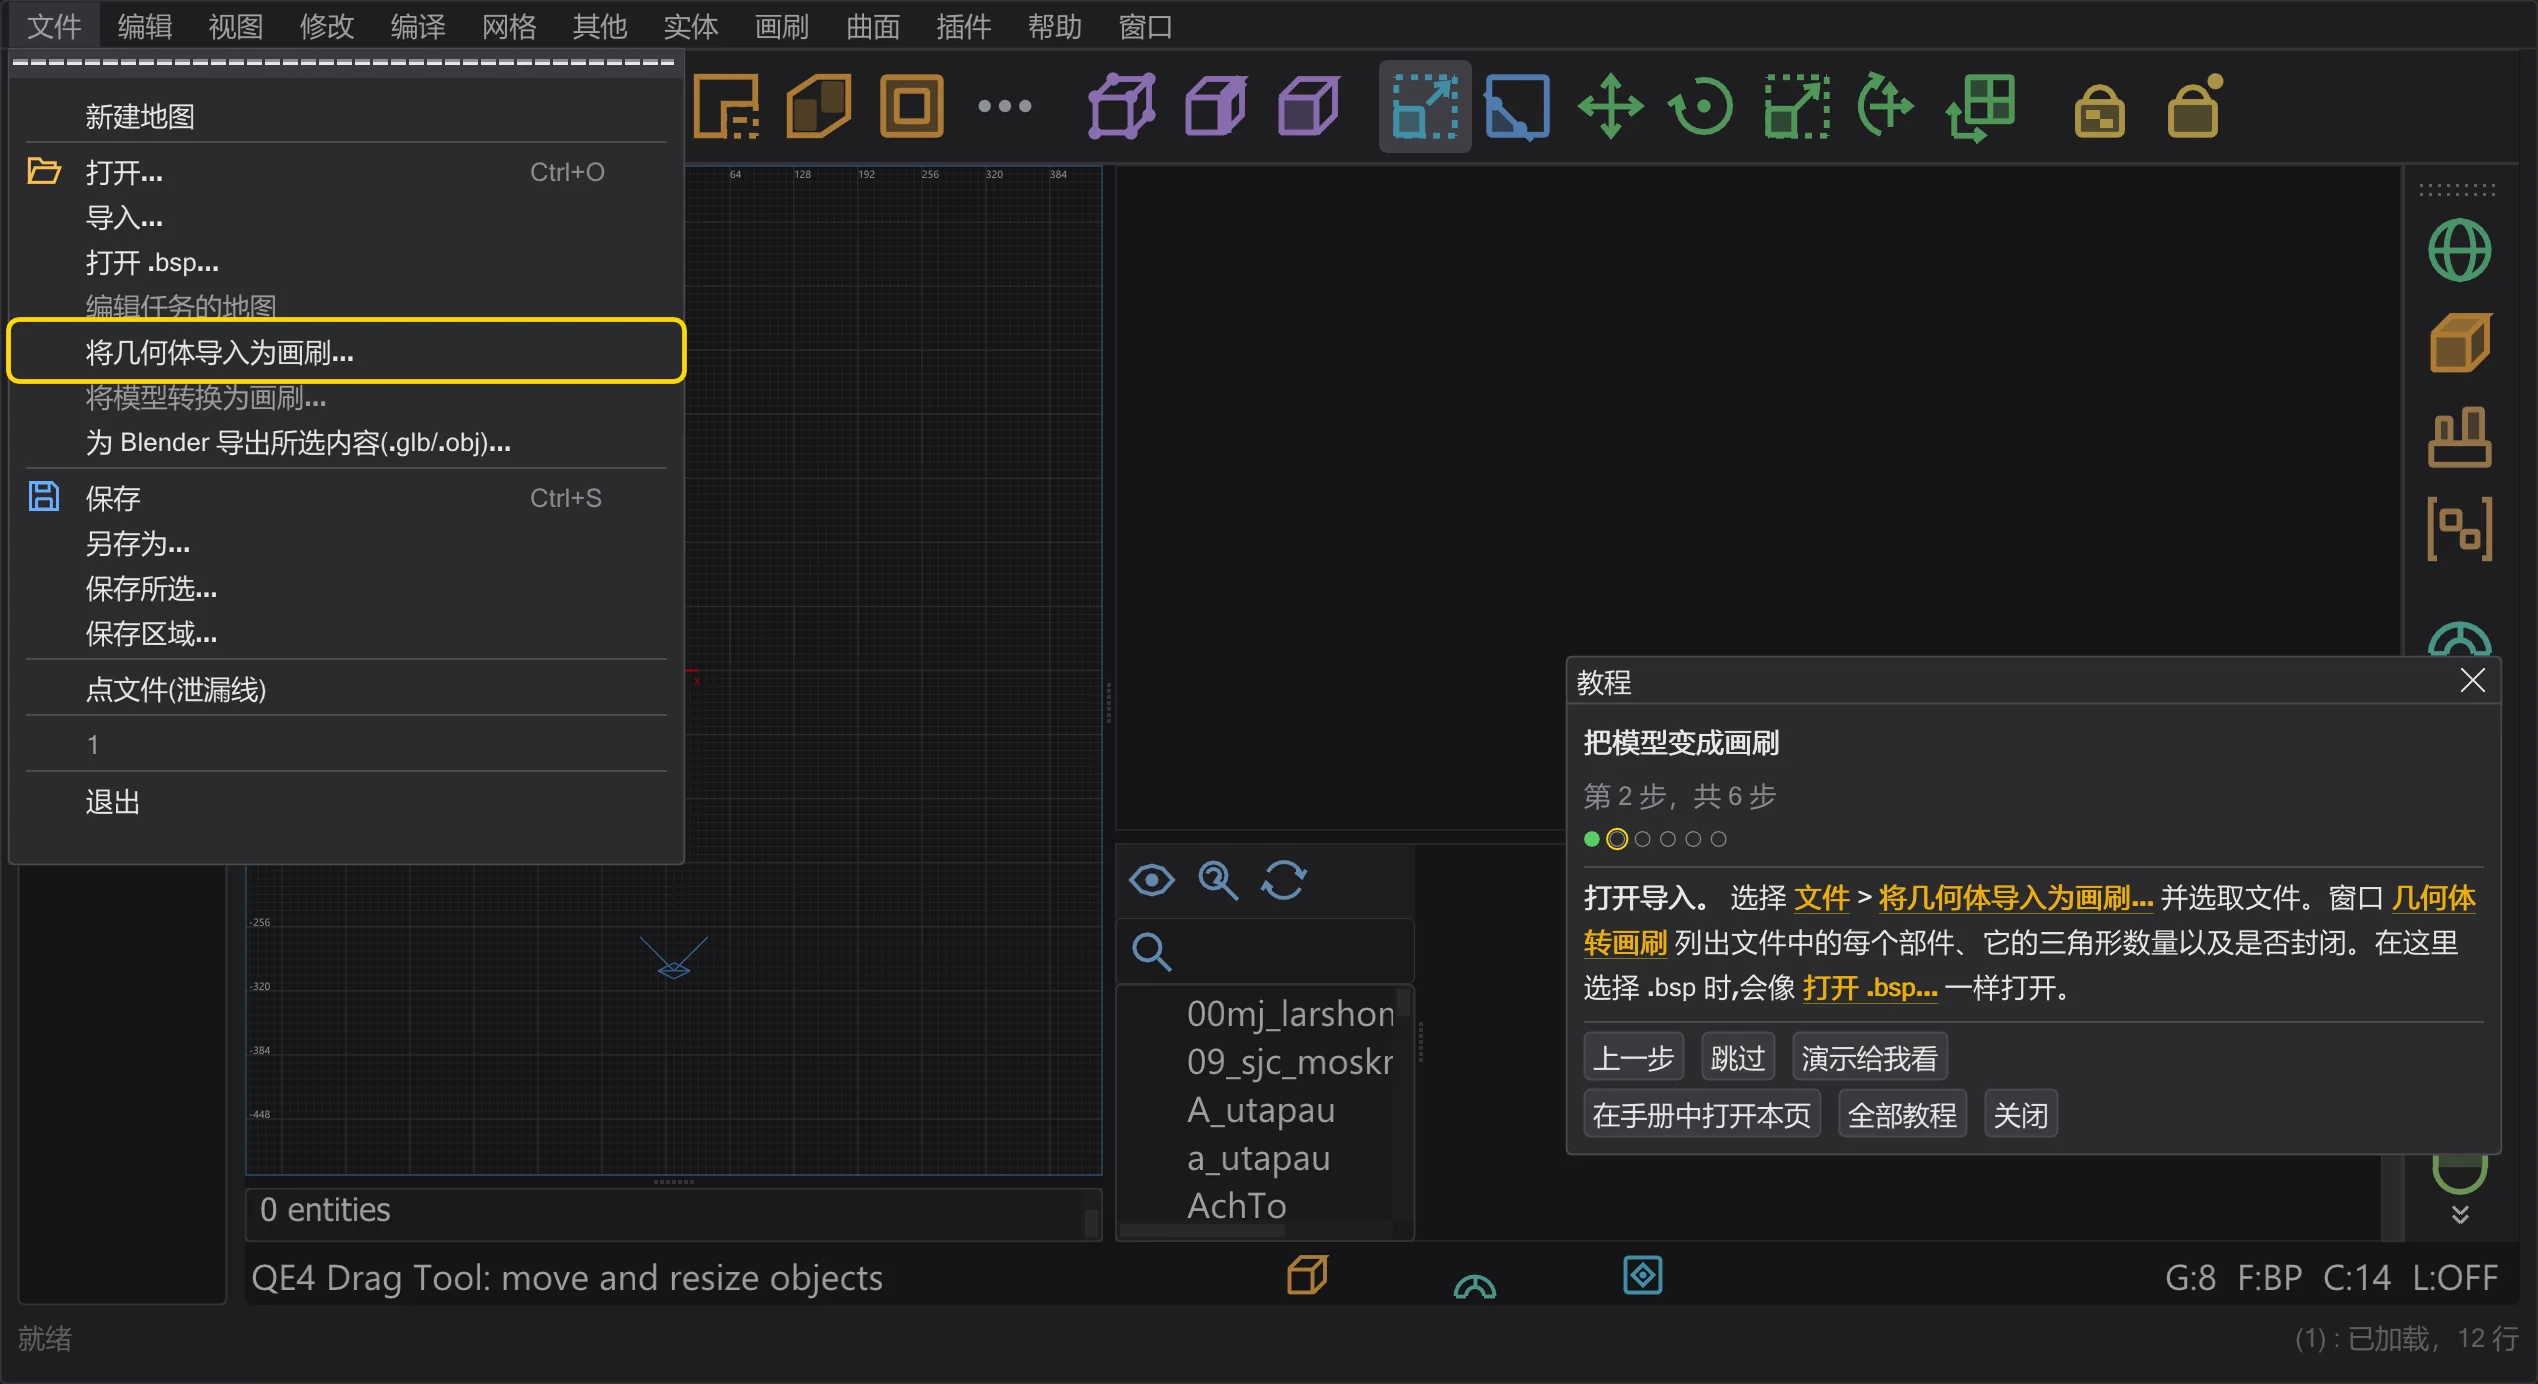 文件 编辑 视图 修改 编译 网格 其他 实体 画刷 曲面 插件 帮助 窗口
新建地图
打开... Ctrl+O
导入...
打开 .bsp...
编辑任务的地图
将几何体导入为画刷...
将模型转换为画刷...
为 Blender 导出所选内容(.glb/.obj)...
保存 Ctrl+S
另存为...
保存所选...
保存区域...
点文件(泄漏线)
1
退出
64 128 192 256 320 384
x
-256
-320
-384
-448
0 entities
00mj_larshon
09_sjc_moskr
A_utapau
a_utapau
AchTo
教程
把模型变成画刷
第 2 步，共 6 步
打开导入。 选择 文件 > 将几何体导入为画刷... 并选取文件。窗口 几何体
转画刷 列出文件中的每个部件、它的三角形数量以及是否封闭。在这里
选择 .bsp 时,会像 打开 .bsp... 一样打开。
上一步 跳过 演示给我看
在手册中打开本页 全部教程 关闭
QE4 Drag Tool: move and resize objects
G:8 F:BP C:14 L:OFF
就绪
(1) : 已加载，12 行